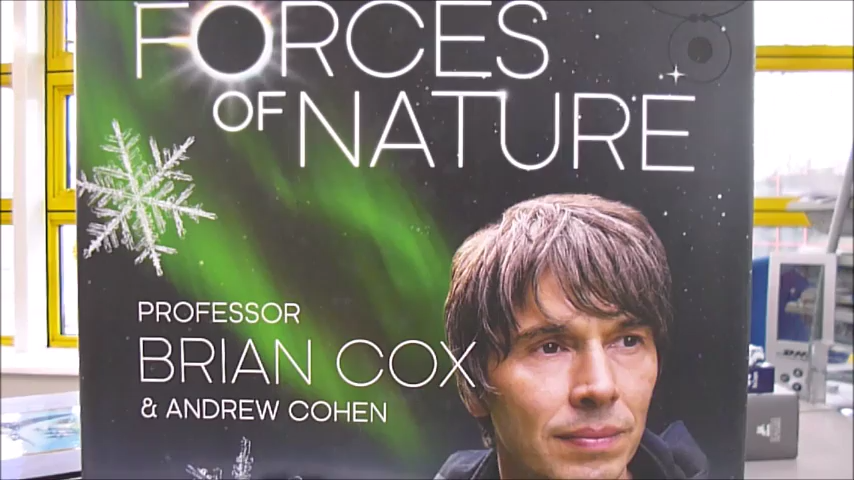 FORCES
OF NATURE
PROFESSOR
BRIAN COX
& ANDREW COHEN